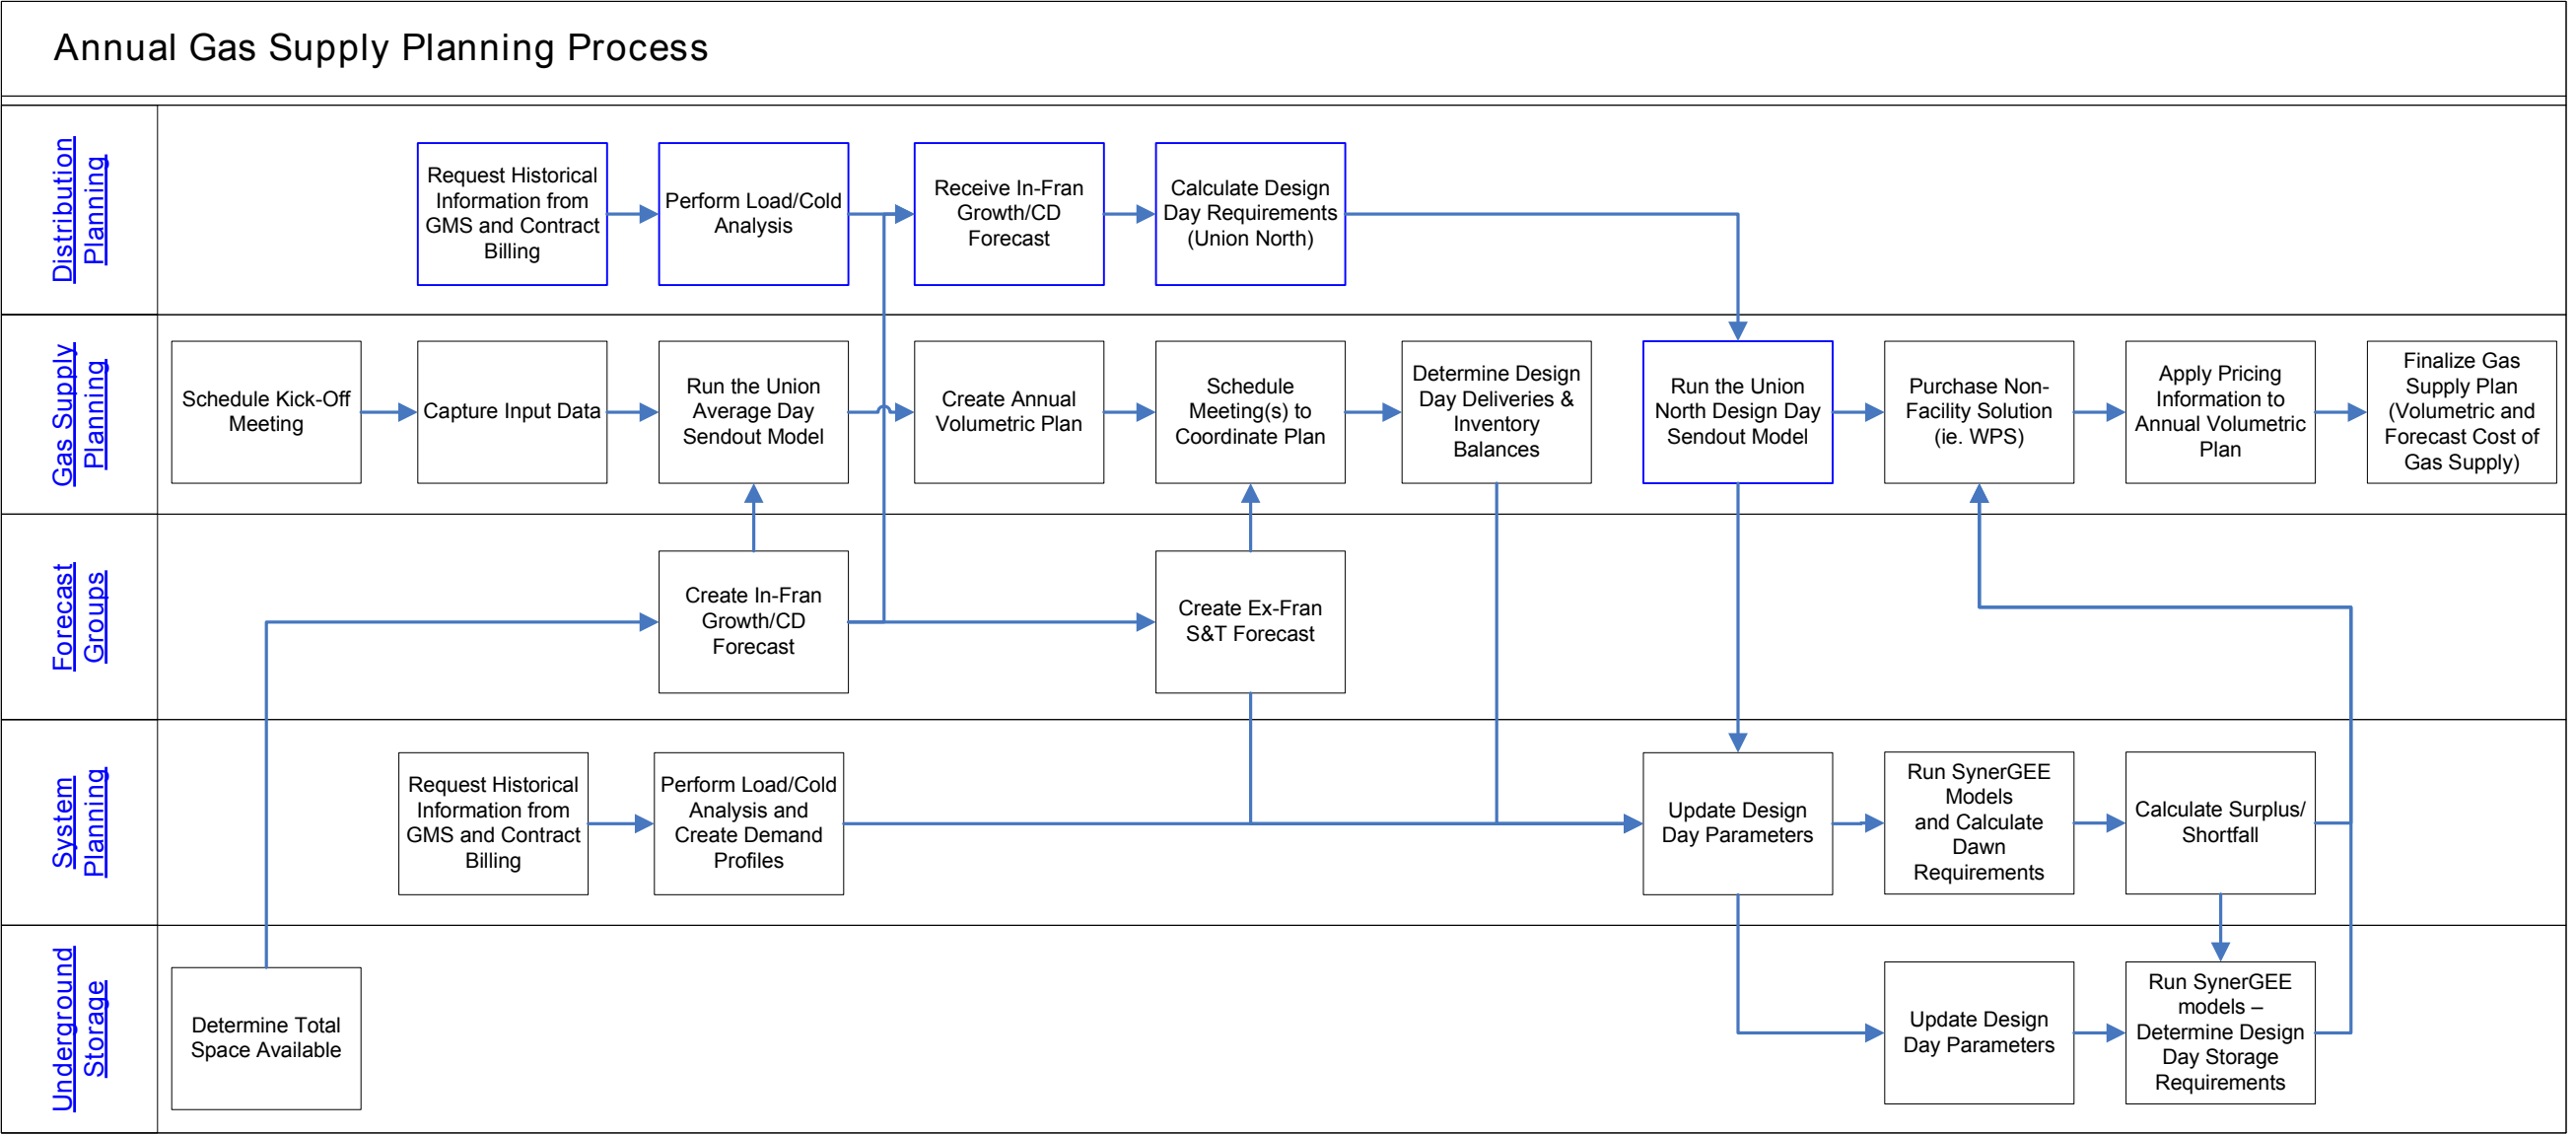 Annual Gas Supply Planning Process
Distribution
Planning
Request Historical
Information from
GMS and Contract
Billing
Perform Load/Cold
Analysis
Receive In-Fran
Growth/CD
Forecast
Calculate Design
Day Requirements
(Union North)
Gas Supply
Planning
Schedule Kick-Off
Meeting
Capture Input Data
Run the Union
Average Day
Sendout Model
Create Annual
Volumetric Plan
Schedule
Meeting(s) to
Coordinate Plan
Determine Design
Day Deliveries &
Inventory
Balances
Run the Union
North Design Day
Sendout Model
Purchase Non-
Facility Solution
(ie. WPS)
Apply Pricing
Information to
Annual Volumetric
Plan
Finalize Gas
Supply Plan
(Volumetric and
Forecast Cost of
Gas Supply)
Forecast
Groups
Create In-Fran
Growth/CD
Forecast
Create Ex-Fran
S&T Forecast
System
Planning
Request Historical
Information from
GMS and Contract
Billing
Perform Load/Cold
Analysis and
Create Demand
Profiles
Update Design
Day Parameters
Run SynerGEE
Models
and Calculate
Dawn
Requirements
Calculate Surplus/
Shortfall
Underground
Storage
Determine Total
Space Available
Update Design
Day Parameters
Run SynerGEE
models –
Determine Design
Day Storage
Requirements